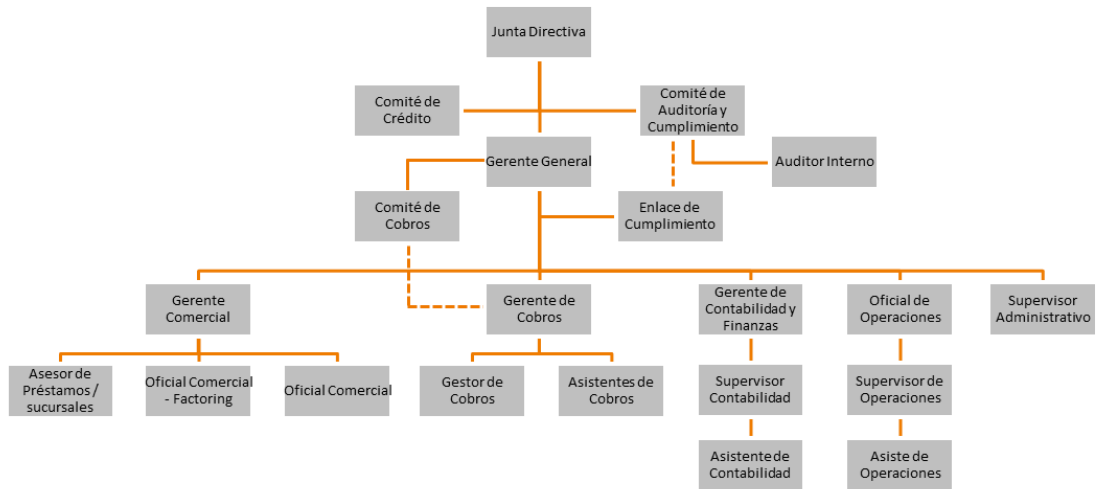 Junta Directiva
Comité de
Crédito
Comité de
Auditoría y
Cumplimiento
Gerente General
Auditor Interno
Comité de
Cobros
Enlace de
Cumplimiento
Gerente
Comercial
Gerente de
Cobros
Gerente de
Contabilidad y
Finanzas
Oficial de
Operaciones
Supervisor
Administrativo
Asesor de
Préstamos /
sucursales
Oficial Comercial
- Factoring
Oficial Comercial
Gestor de
Cobros
Asistentes de
Cobros
Supervisor
Contabilidad
Supervisor de
Operaciones
Asistente de
Contabilidad
Asiste de
Operaciones